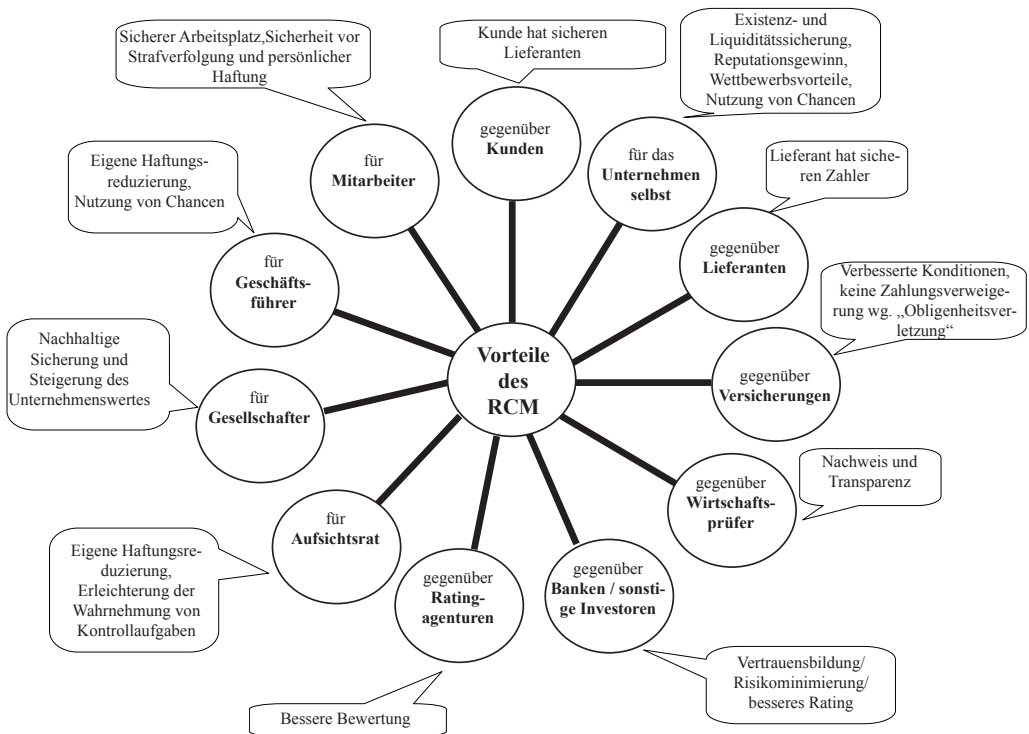 Sicherer Arbeitsplatz,Sicherheit vor
Strafverfolgung und persönlicher
Haftung
Kunde hat sicheren
Lieferanten
Existenz- und
Liquiditätssicherung,
Reputationsgewinn,
Wettbewerbsvorteile,
Nutzung von Chancen
gegenüber
Kunden
für
Mitarbeiter
für das
Unternehmen
selbst
Eigene Haftungs-
reduzierung,
Nutzung von Chancen
Lieferant hat siche-
ren Zahler
für
Geschäfts-
führer
gegenüber
Lieferanten
Verbesserte Konditionen,
keine Zahlungsverweige-
rung wg. „Obligenheitsver-
letzung“
Nachhaltige
Sicherung und
Steigerung des
Unternehmenswertes
Vorteile
des
RCM
für
Gesellschafter
gegenüber
Versicherungen
Nachweis und
Transparenz
gegenüber
Wirtschafts-
prüfer
für
Aufsichtsrat
Eigene Haftungsre-
duzierung,
Erleichterung der
Wahrnehmung von
Kontrollaufgaben
gegenüber
Rating-
agenturen
gegenüber
Banken / sonsti-
ge Investoren
Vertrauensbildung/
Risikominimierung/
besseres Rating
Bessere Bewertung